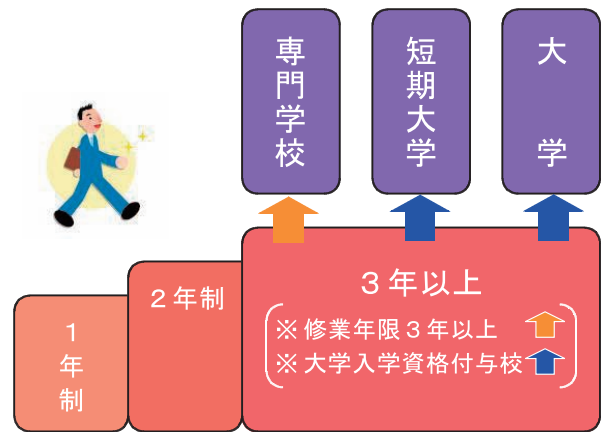 専門学校
短期大学
大学
1年制
2年制
3年以上
※修業年限3年以上
※大学入学資格付与校